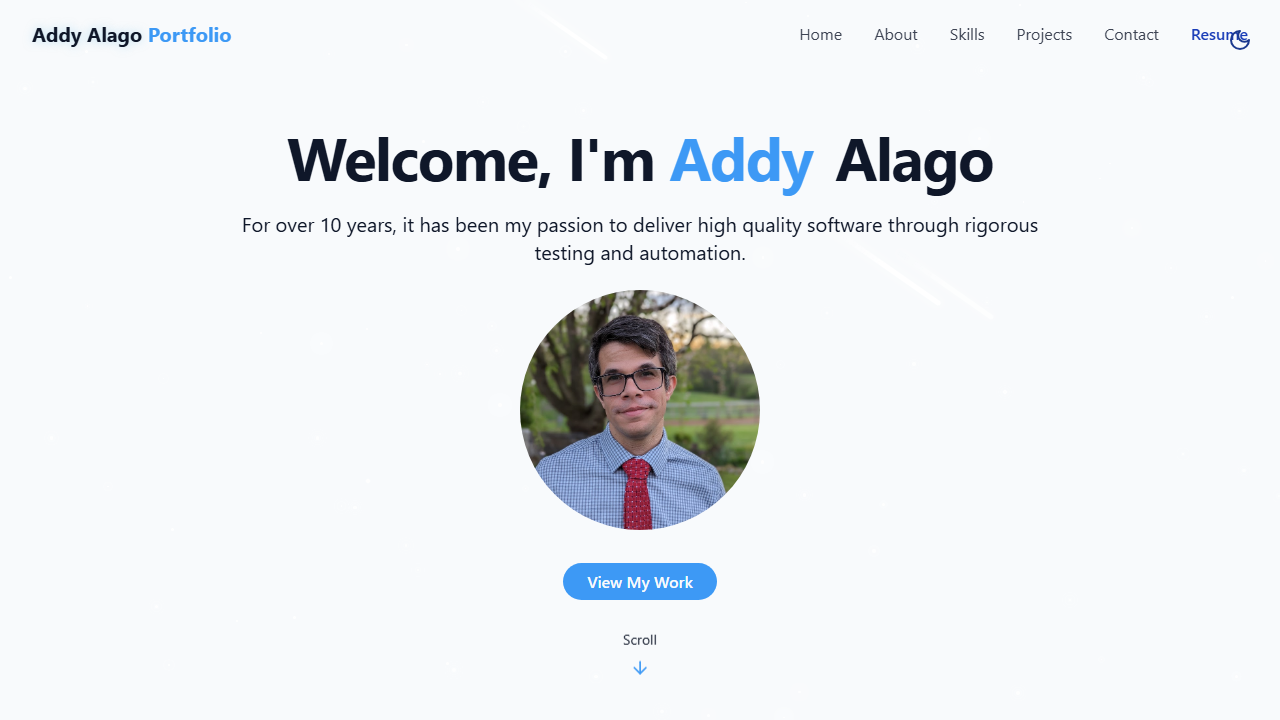 Addy Alago Portfolio
Home About Skills Projects Contact Resume
Welcome, I'm Addy Alago
For over 10 years, it has been my passion to deliver high quality software through rigorous
testing and automation.
View My Work
Scroll